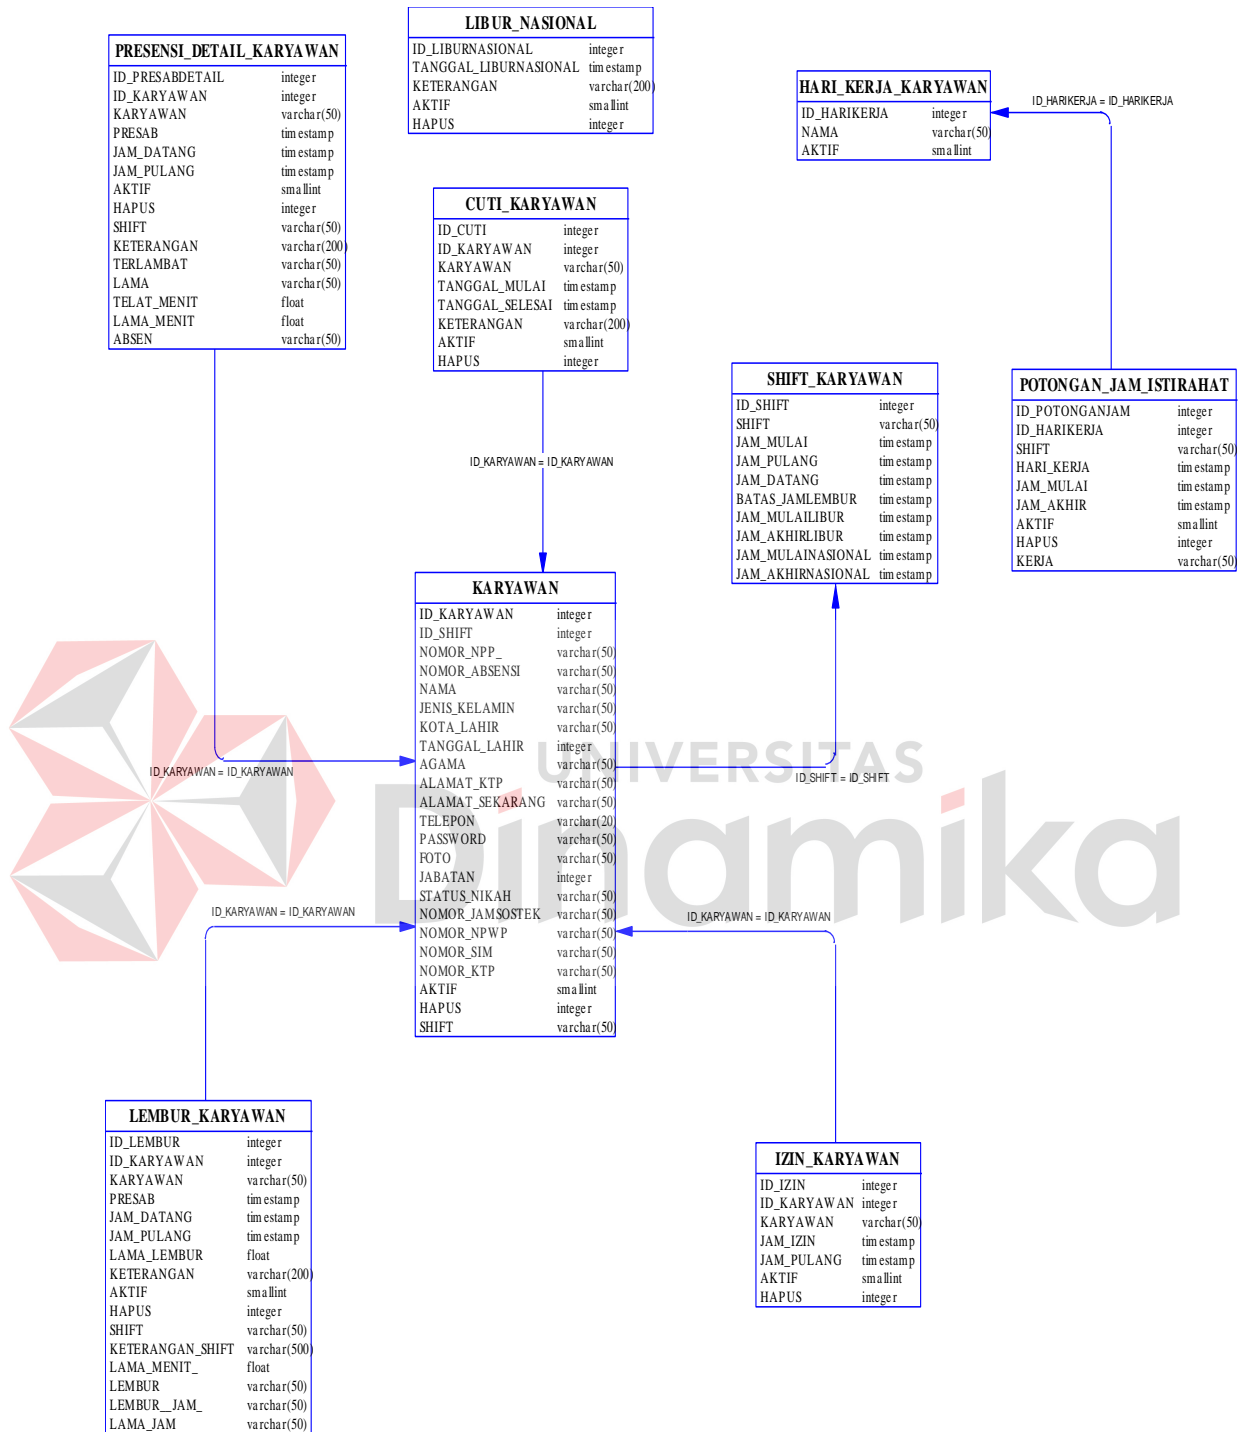 LIBUR_NASIONAL
ID_LIBURNASIONAL integer
TANGGAL_LIBURNASIONAL timestamp
KETERANGAN varchar(200)
AKTIF smallint
HAPUS integer
PRESENSI_DETAIL_KARYAWAN
ID_PRESABDETAIL integer
ID_KARYAWAN integer
KARYAWAN varchar(50)
PRESAB timestamp
JAM_DATANG timestamp
JAM_PULANG timestamp
AKTIF smallint
HAPUS integer
SHIFT varchar(50)
KETERANGAN varchar(200)
TERLAMBAT varchar(50)
LAMA varchar(50)
TELAT_MENIT float
LAMA_MENIT float
ABSEN varchar(50)
HARI_KERJA_KARYAWAN
ID_HARIKERJA integer
NAMA varchar(50)
AKTIF smallint
ID_HARIKERJA = ID_HARIKERJA
CUTI_KARYAWAN
ID_CUTI integer
ID_KARYAWAN integer
KARYAWAN varchar(50)
TANGGAL_MULAI timestamp
TANGGAL_SELESAI timestamp
KETERANGAN varchar(200)
AKTIF smallint
HAPUS integer
SHIFT_KARYAWAN
ID_SHIFT integer
SHIFT varchar(50)
JAM_MULAI timestamp
JAM_PULANG timestamp
JAM_DATANG timestamp
BATAS_JAMLEMBUR timestamp
JAM_MULAILIBUR timestamp
JAM_AKHIRLIBUR timestamp
JAM_MULAINASIONAL timestamp
JAM_AKHIRNASIONAL timestamp
POTONGAN_JAM_ISTIRAHAT
ID_POTONGANJAM integer
ID_HARIKERJA integer
SHIFT varchar(50)
HARI_KERJA timestamp
JAM_MULAI timestamp
JAM_AKHIR timestamp
AKTIF smallint
HAPUS integer
KERJA varchar(50)
ID_KARYAWAN = ID_KARYAWAN
KARYAWAN
ID_KARYAWAN integer
ID_SHIFT integer
NOMOR_NPP_ varchar(50)
NOMOR_ABSENSI varchar(50)
NAMA varchar(50)
JENIS_KELAMIN varchar(50)
KOTA_LAHIR varchar(50)
TANGGAL_LAHIR integer
AGAMA varchar(50)
ALAMAT_KTP varchar(50)
ALAMAT_SEKARANG varchar(50)
TELEPON varchar(20)
PASSWORD varchar(50)
FOTO varchar(50)
JABATAN integer
STATUS_NIKAH varchar(50)
NOMOR_JAMSOSTEK varchar(50)
NOMOR_NPWP varchar(50)
NOMOR_SIM varchar(50)
NOMOR_KTP varchar(50)
AKTIF smallint
HAPUS integer
SHIFT varchar(50)
ID_KARYAWAN = ID_KARYAWAN
ID_SHIFT = ID_SHIFT
UNIVERSITAS
Dinamika
ID_KARYAWAN = ID_KARYAWAN
ID_KARYAWAN = ID_KARYAWAN
LEMBUR_KARYAWAN
ID_LEMBUR integer
ID_KARYAWAN integer
KARYAWAN varchar(50)
PRESAB timestamp
JAM_DATANG timestamp
JAM_PULANG timestamp
LAMA_LEMBUR float
KETERANGAN varchar(200)
AKTIF smallint
HAPUS integer
SHIFT varchar(50)
KETERANGAN_SHIFT varchar(500)
LAMA_MENIT_ float
LEMBUR varchar(50)
LEMBUR__JAM_ varchar(50)
LAMA_JAM varchar(50)
IZIN_KARYAWAN
ID_IZIN integer
ID_KARYAWAN integer
KARYAWAN varchar(50)
JAM_IZIN timestamp
JAM_PULANG timestamp
AKTIF smallint
HAPUS integer